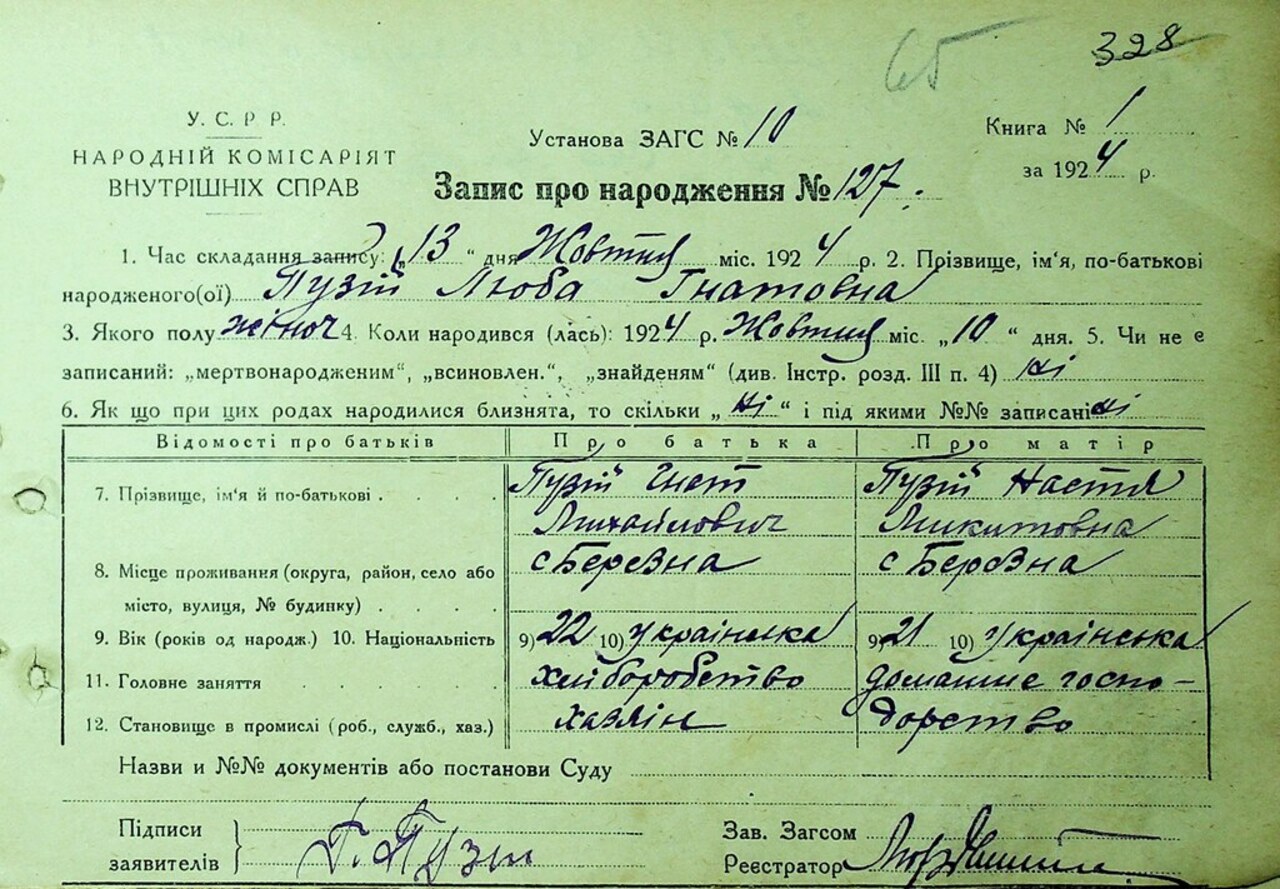 65
328
У. С. Р Р.
НАРОДНІЙ КОМІСАРІЯТ
ВНУТРІШНІХ СПРАВ
Установа ЗАГС № 10
Книга № 1
за 1924 р.
Запис про народження № 127.
1. Час складання запису: „13“ дня Жовтня міс. 1924 р. 2. Прізвище, ім'я, по-батькові
народженого(ої) Пузій Люба Гнатовна
3. Якого полу жіноч 4. Коли народився (лась): 1924 р. Жовтня міс. „10“ дня. 5. Чи не є
записаний: „мертвонародженим“, „всиновлен.“, „знайденям“ (див. Інстр. розд. III п. 4) ні
6. Як що при цих родах народилися близнята, то скільки „ні“ і під якими №№ записані ні
Відомості про батьків Про батька Про матір
7. Прізвище, ім'я й по-батькові . . . . Пузій Гнат Пузій Настя
Михайлович Микитовна
8. Місце проживання (округа, район, село або с Березна с Березна
місто, вулиця, № будинку) . . . .
9. Вік (років од народж.) 10. Національність 9) 22 10) українська 9) 21 10) українська
11. Головне заняття . . . . . хліборобство домашнє госпо-
12. Становище в промислі (роб., служб., хаз.) хазяїн дорство
Назви и №№ документів або постанови Суду
Підписи
заявителів
Г. Пузій
Зав. Загсом
Реєстратор